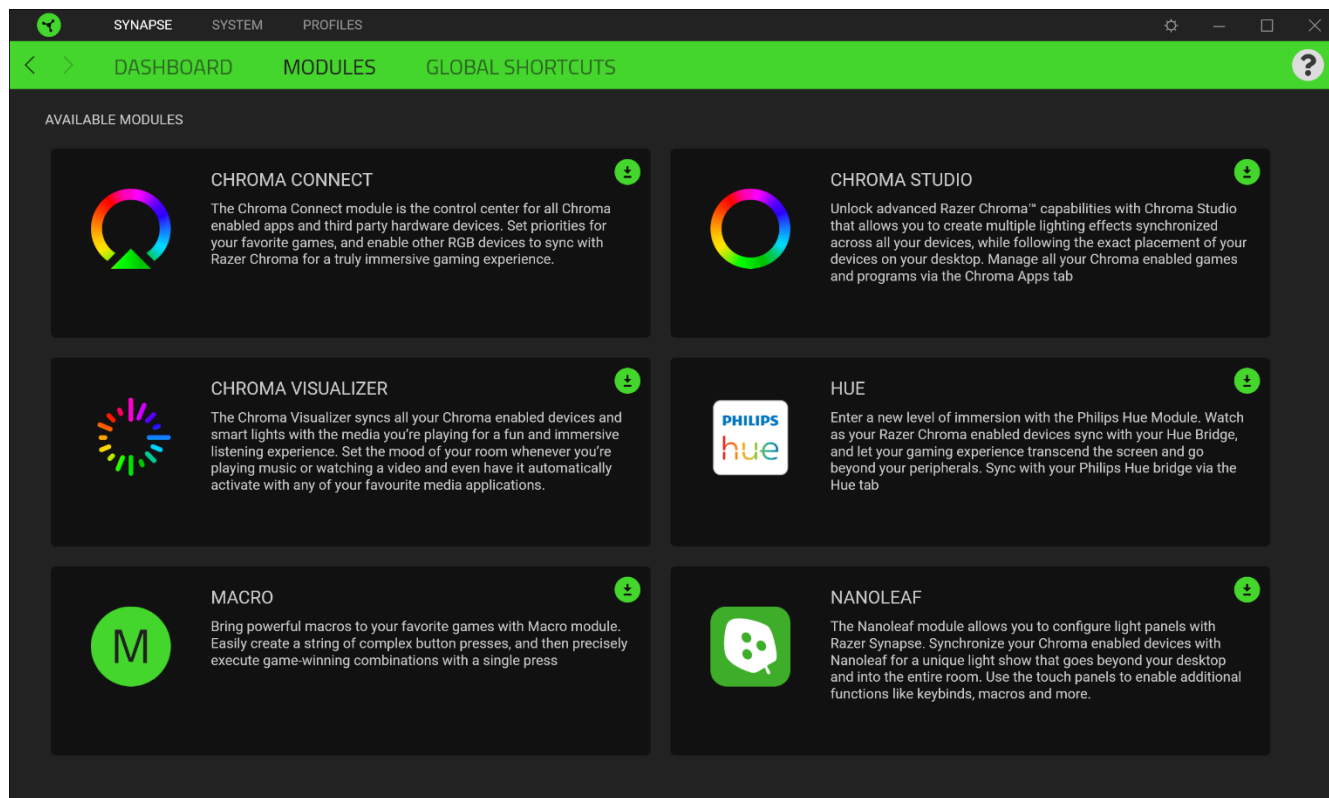 SYNAPSE SYSTEM PROFILES
DASHBOARD MODULES GLOBAL SHORTCUTS ?
AVAILABLE MODULES
CHROMA CONNECT
The Chroma Connect module is the control center for all Chroma
enabled apps and third party hardware devices. Set priorities for
your favorite games, and enable other RGB devices to sync with
Razer Chroma for a truly immersive gaming experience.
CHROMA STUDIO
Unlock advanced Razer Chroma™ capabilities with Chroma Studio
that allows you to create multiple lighting effects synchronized
across all your devices, while following the exact placement of your
devices on your desktop. Manage all your Chroma enabled games
and programs via the Chroma Apps tab
CHROMA VISUALIZER
The Chroma Visualizer syncs all your Chroma enabled devices and
smart lights with the media you're playing for a fun and immersive
listening experience. Set the mood of your room whenever you're
playing music or watching a video and even have it automatically
activate with any of your favourite media applications.
PHILIPS
hue
HUE
Enter a new level of immersion with the Philips Hue Module. Watch
as your Razer Chroma enabled devices sync with your Hue Bridge,
and let your gaming experience transcend the screen and go
beyond your peripherals. Sync with your Philips Hue bridge via the
Hue tab
M
MACRO
Bring powerful macros to your favorite games with Macro module.
Easily create a string of complex button presses, and then precisely
execute game-winning combinations with a single press
NANOLEAF
The Nanoleaf module allows you to configure light panels with
Razer Synapse. Synchronize your Chroma enabled devices with
Nanoleaf for a unique light show that goes beyond your desktop
and into the entire room. Use the touch panels to enable additional
functions like keybinds, macros and more.